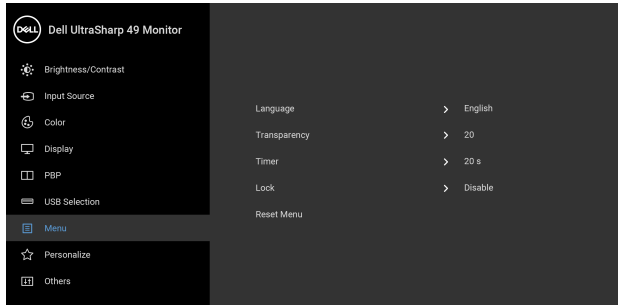 DELL Dell UltraSharp 49 Monitor
Brightness/Contrast
Input Source
Color
Display
PBP
USB Selection
Menu
Personalize
Others
Language > English
Transparency > 20
Timer > 20 s
Lock > Disable
Reset Menu